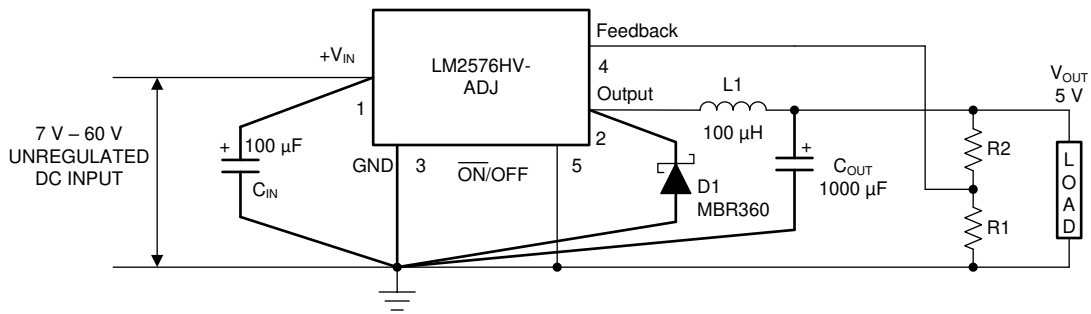 Feedback
+VIN
LM2576HV-
ADJ
4
VOUT
5 V
Output
L1
1
2
100 µH
7 V – 60 V
UNREGULATED
DC INPUT
+
100 µF
CIN
GND
3
ON/OFF
5
D1
MBR360
+
COUT
1000 µF
R2
R1
LOAD